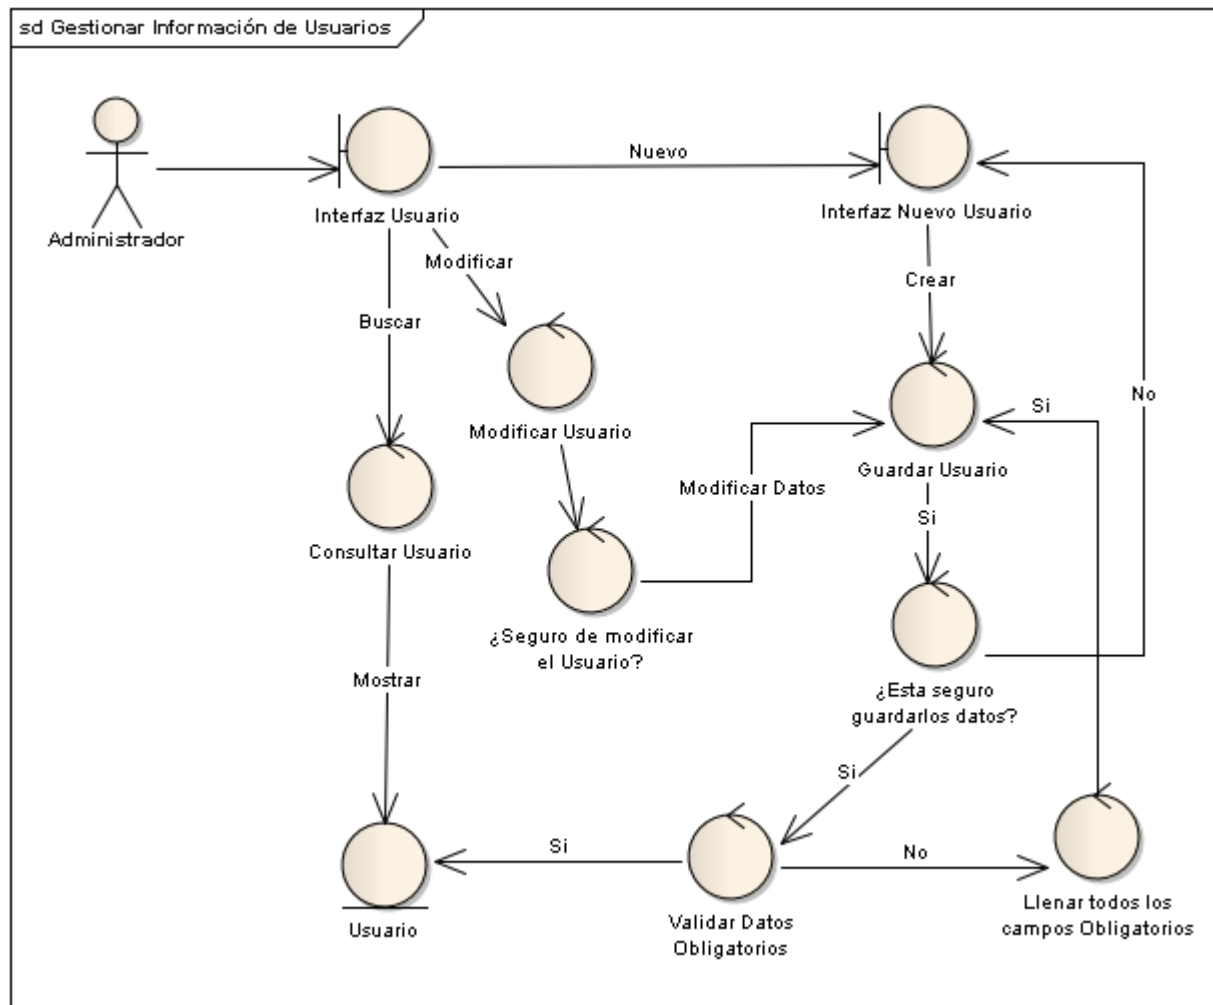 sd Gestionar Información de Usuarios
Nuevo
Interfaz Usuario
Interfaz Nuevo Usuario
Administrador
Modificar
Crear
Buscar
No
Si
Modificar Usuario
Guardar Usuario
Modificar Datos
Si
Consultar Usuario
¿Seguro de modificar
el Usuario?
Mostrar
¿Esta seguro
guardarlos datos?
Si
Si
No
Usuario
Validar Datos
Obligatorios
Llenar todos los
campos Obligatorios